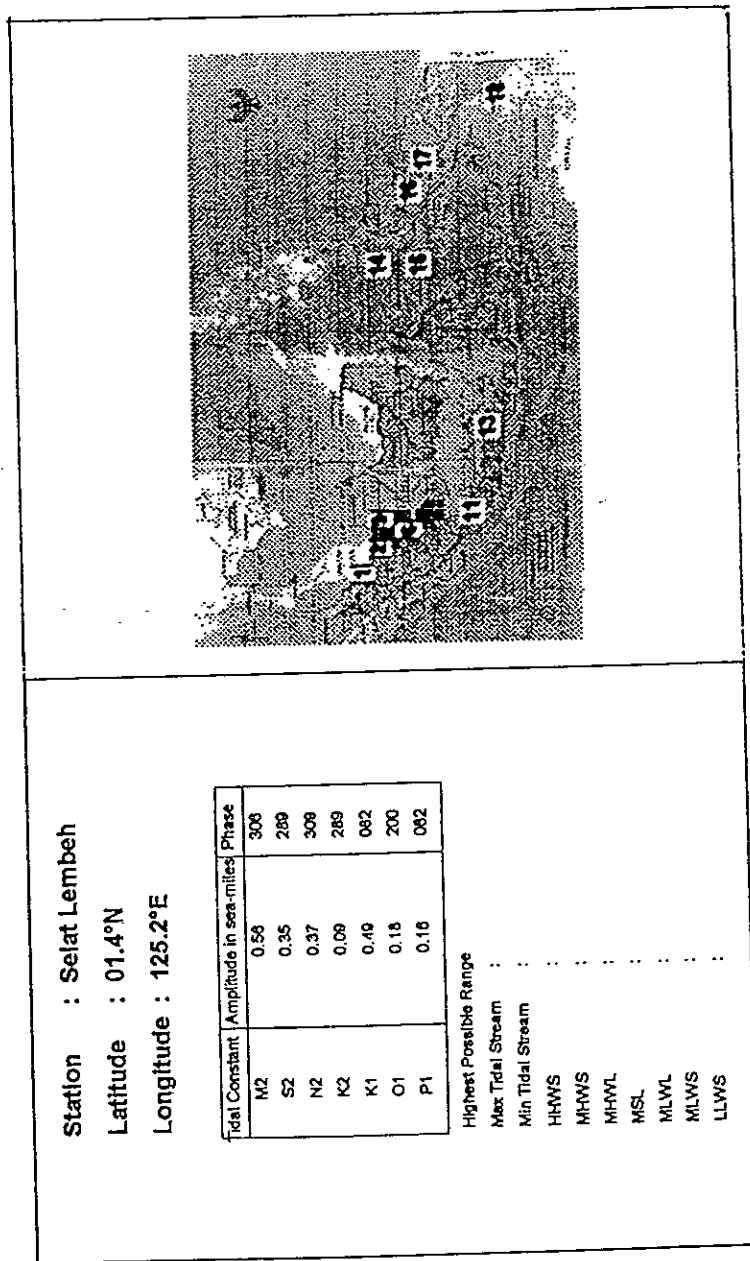 Station : Selat Lembeh
Latitude : 01.4°N
Longitude : 125.2°E
Tidal Constant Amplitude in sea-miles Phase
M2 0.56 306
S2 0.35 289
N2 0.37 309
K2 0.09 289
K1 0.49 082
O1 0.18 200
P1 0.16 082
Highest Possible Range
Max Tidal Stream :
Min Tidal Stream :
HHWS :
MHWS :
MHWL :
MSL :
MLWL :
MLWS :
LLWS :
1
11
13
14
15
16
17